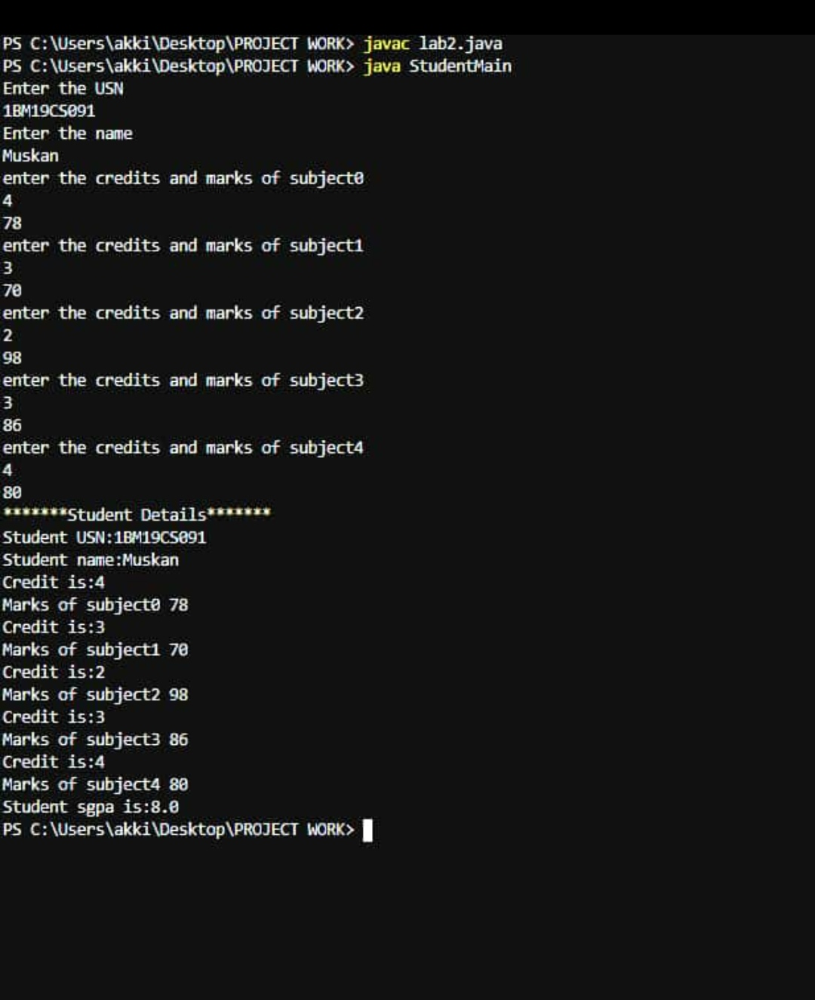 PS C:\Users\akki\Desktop\PROJECT WORK> javac lab2.java
PS C:\Users\akki\Desktop\PROJECT WORK> java StudentMain
Enter the USN
1BM19CS091
Enter the name
Muskan
enter the credits and marks of subject0
4
78
enter the credits and marks of subject1
3
70
enter the credits and marks of subject2
2
98
enter the credits and marks of subject3
3
86
enter the credits and marks of subject4
4
80
*******Student Details*******
Student USN:1BM19CS091
Student name:Muskan
Credit is:4
Marks of subject0 78
Credit is:3
Marks of subject1 70
Credit is:2
Marks of subject2 98
Credit is:3
Marks of subject3 86
Credit is:4
Marks of subject4 80
Student sgpa is:8.0
PS C:\Users\akki\Desktop\PROJECT WORK>